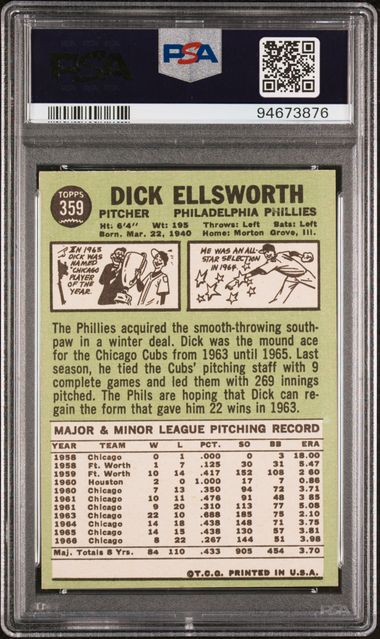 PSA
PSA
94673876
TOPPS
359
DICK ELLSWORTH
PITCHER PHILADELPHIA PHILLIES
Ht: 6'4" Wt: 195 Throws: Left Bats: Left
Born. Mar. 22, 1940 Home: Morton Grove, Ill.
IN 1963
DICK WAS
NAMED
"CHICAGO
PLAYER
OF THE
YEAR."
HE WAS AN ALL-
STAR SELECTION
IN 1964.
The Phillies acquired the smooth-throwing south-
paw in a winter deal. Dick was the mound ace
for the Chicago Cubs from 1963 until 1965. Last
season, he tied the Cubs' pitching staff with 9
complete games and led them with 269 innings
pitched. The Phils are hoping that Dick can re-
gain the form that gave him 22 wins in 1963.
MAJOR & MINOR LEAGUE PITCHING RECORD
YEAR TEAM W L PCT. SO BB ERA
1958 Chicago 0 1 .000 0 3 18.00
1958 Ft. Worth 1 7 .125 30 31 5.47
1959 Ft. Worth 10 14 .417 152 108 2.60
1960 Houston 2 0 1.000 17 7 0.86
1960 Chicago 7 13 .350 94 72 3.71
1961 Chicago 10 11 .476 91 48 3.85
1961 Chicago 9 20 .310 113 77 5.08
1963 Chicago 22 10 .688 185 75 2.10
1964 Chicago 14 18 .438 148 71 3.75
1965 Chicago 14 15 .438 130 57 3.81
1966 Chicago 8 22 .267 144 51 3.98
Maj. Totals 8 Yrs. 84 110 .433 905 454 3.70
©T.C.G. PRINTED IN U.S.A.